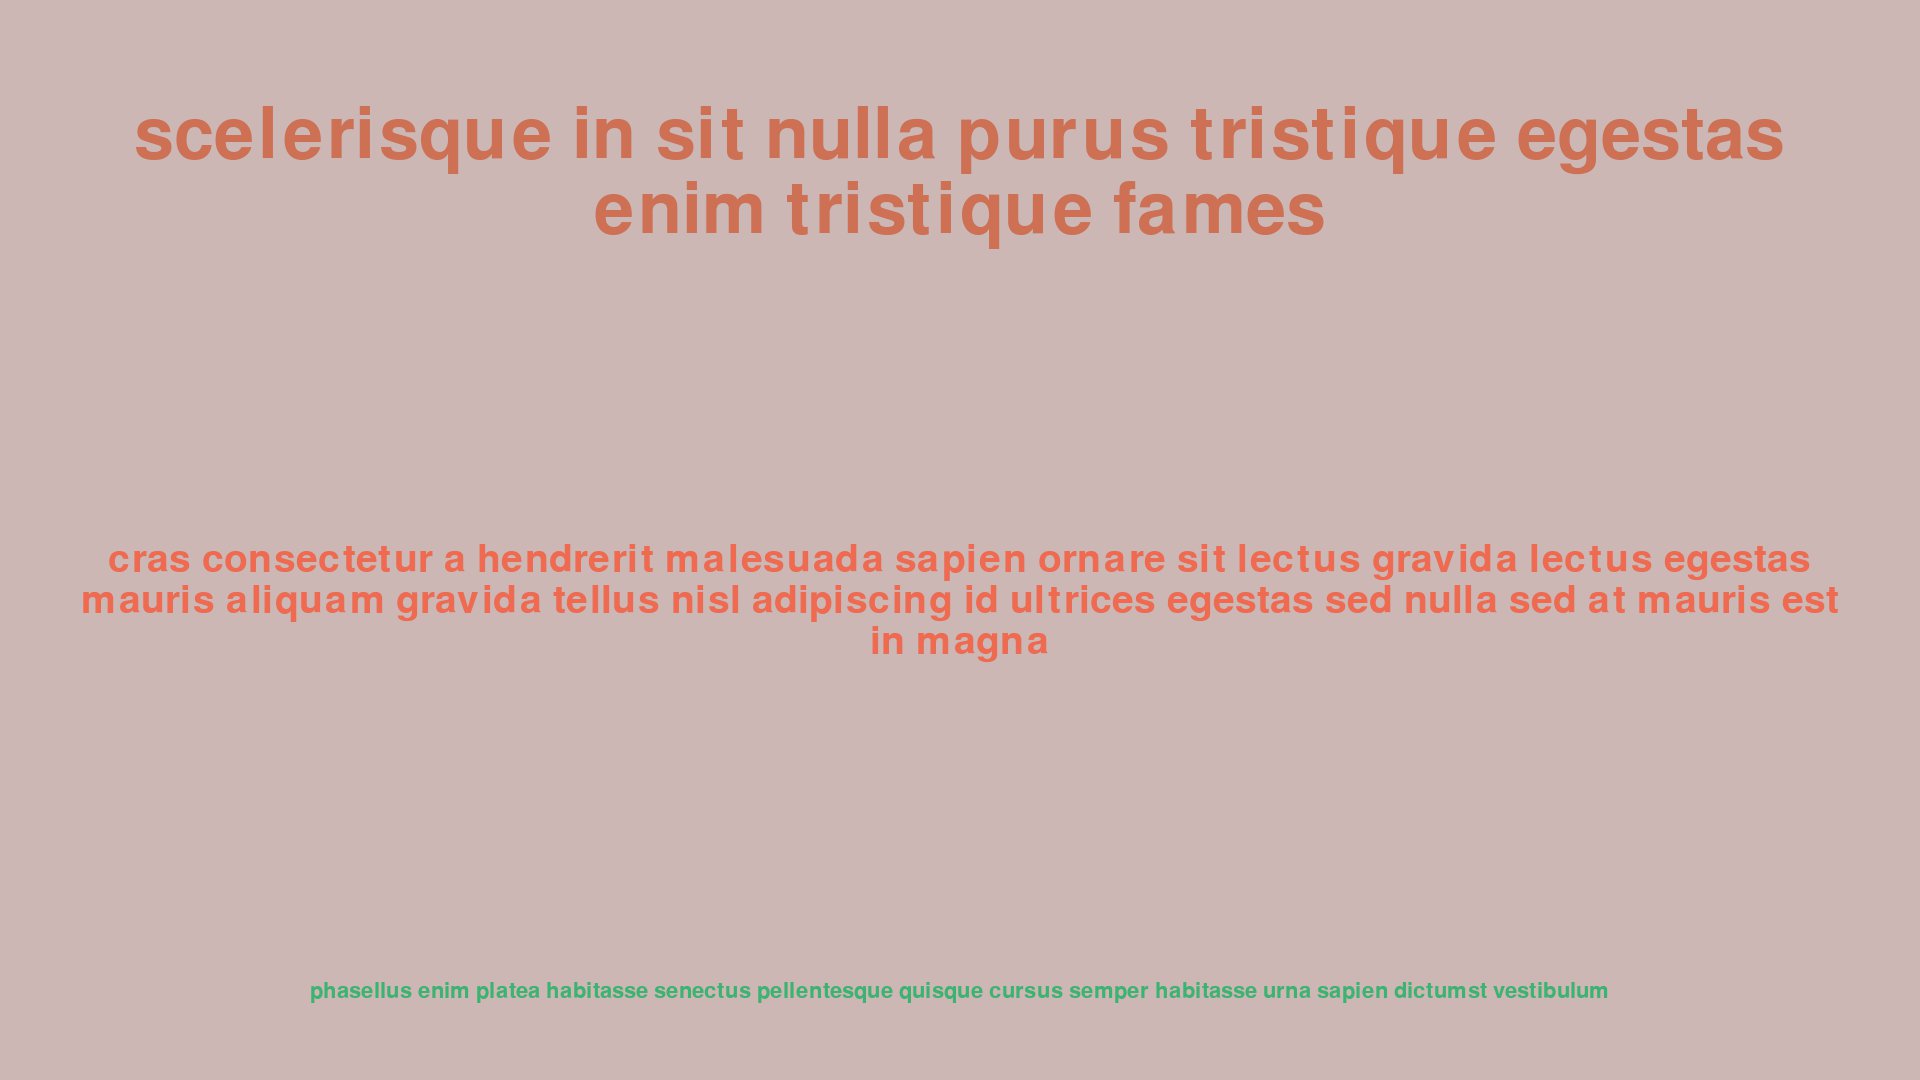 scelerisque in sit nulla purus tristique egestas
enim tristique fames
cras consectetur a hendrerit malesuada sapien ornare sit lectus gravida lectus egestas
mauris aliquam gravida tellus nisl adipiscing id ultrices egestas sed nulla sed at mauris est
in magna
phasellus enim platea habitasse senectus pellentesque quisque cursus semper habitasse urna sapien dictumst vestibulum